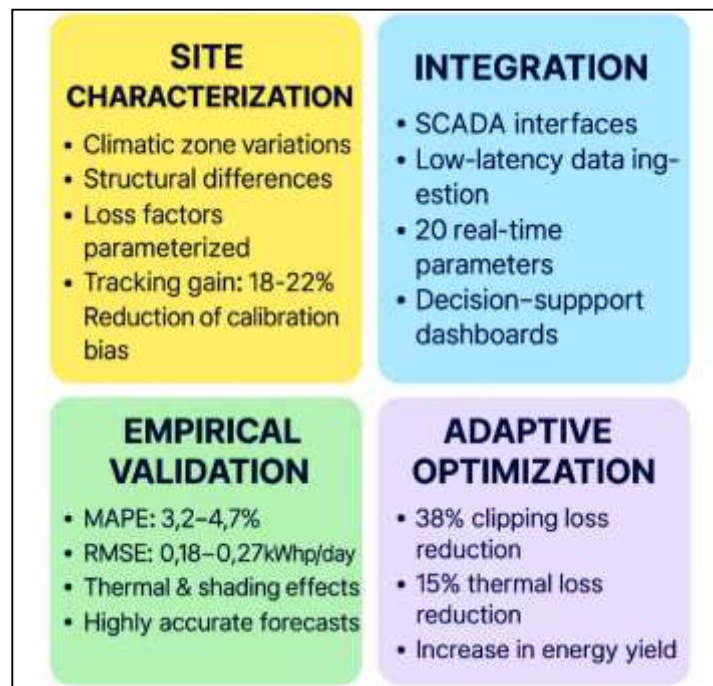 SITE
CHARACTERIZATION
• Climatic zone variations
• Structural differences
• Loss factors
parameterized
• Tracking gain: 18-22%
Reduction of calibration
bias
INTEGRATION
• SCADA interfaces
• Low-latency data ing-
estion
• 20 real-time
parameters
• Decision–suppport
dashboards
EMPIRICAL
VALIDATION
• MAPE: 3,2–4,7%
• RMSE: 0,18–0,27kWhp/day
• Thermal & shading effects
• Highly accurate forecasts
ADAPTIVE
OPTIMIZATION
• 38% clipping loss
reduction
• 15% thermal loss
reduction
• Increase in energy yield